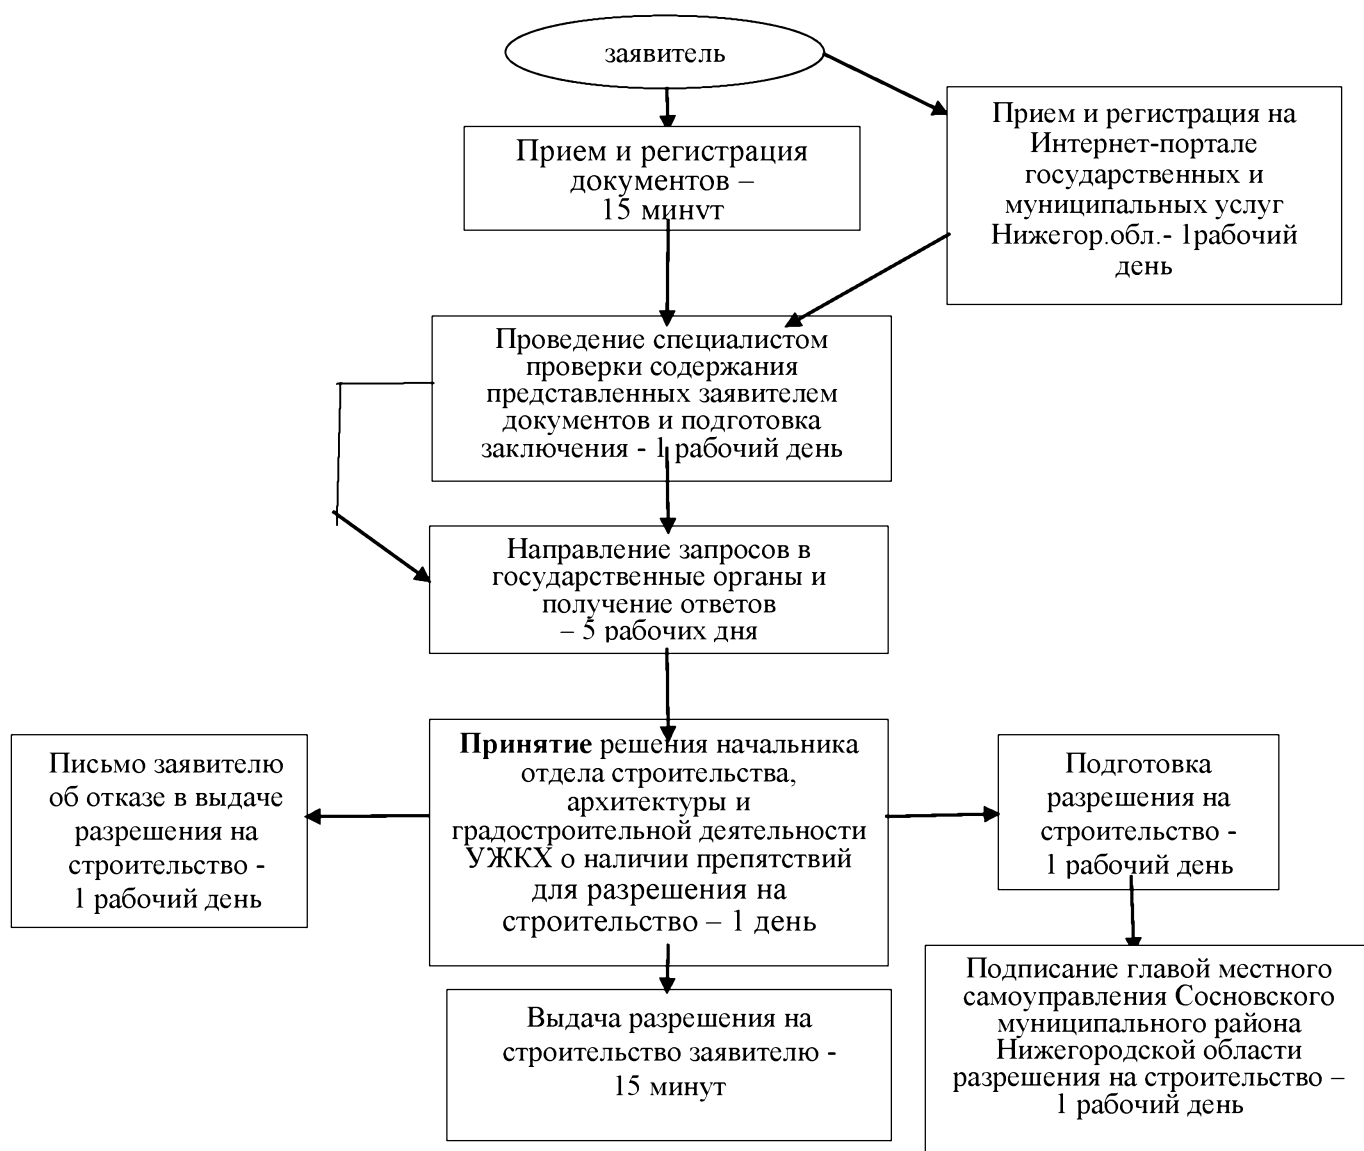 заявитель
Прием и регистрация
документов –
15 минут
Прием и регистрация на
Интернет-портале
государственных и
муниципальных услуг
Нижегор.обл.- 1рабочий
день
Проведение специалистом
проверки содержания
представленных заявителем
документов и подготовка
заключения - 1 рабочий день
Направление запросов в
государственные органы и
получение ответов
– 5 рабочих дня
Письмо заявителю
об отказе в выдаче
разрешения на
строительство -
1 рабочий день
Принятие решения начальника
отдела строительства,
архитектуры и
градостроительной деятельности
УЖКХ о наличии препятствий
для разрешения на
строительство – 1 день
Подготовка
разрешения на
строительство -
1 рабочий день
Выдача разрешения на
строительство заявителю -
15 минут
Подписание главой местного
самоуправления Сосновского
муниципального района
Нижегородской области
разрешения на строительство –
1 рабочий день